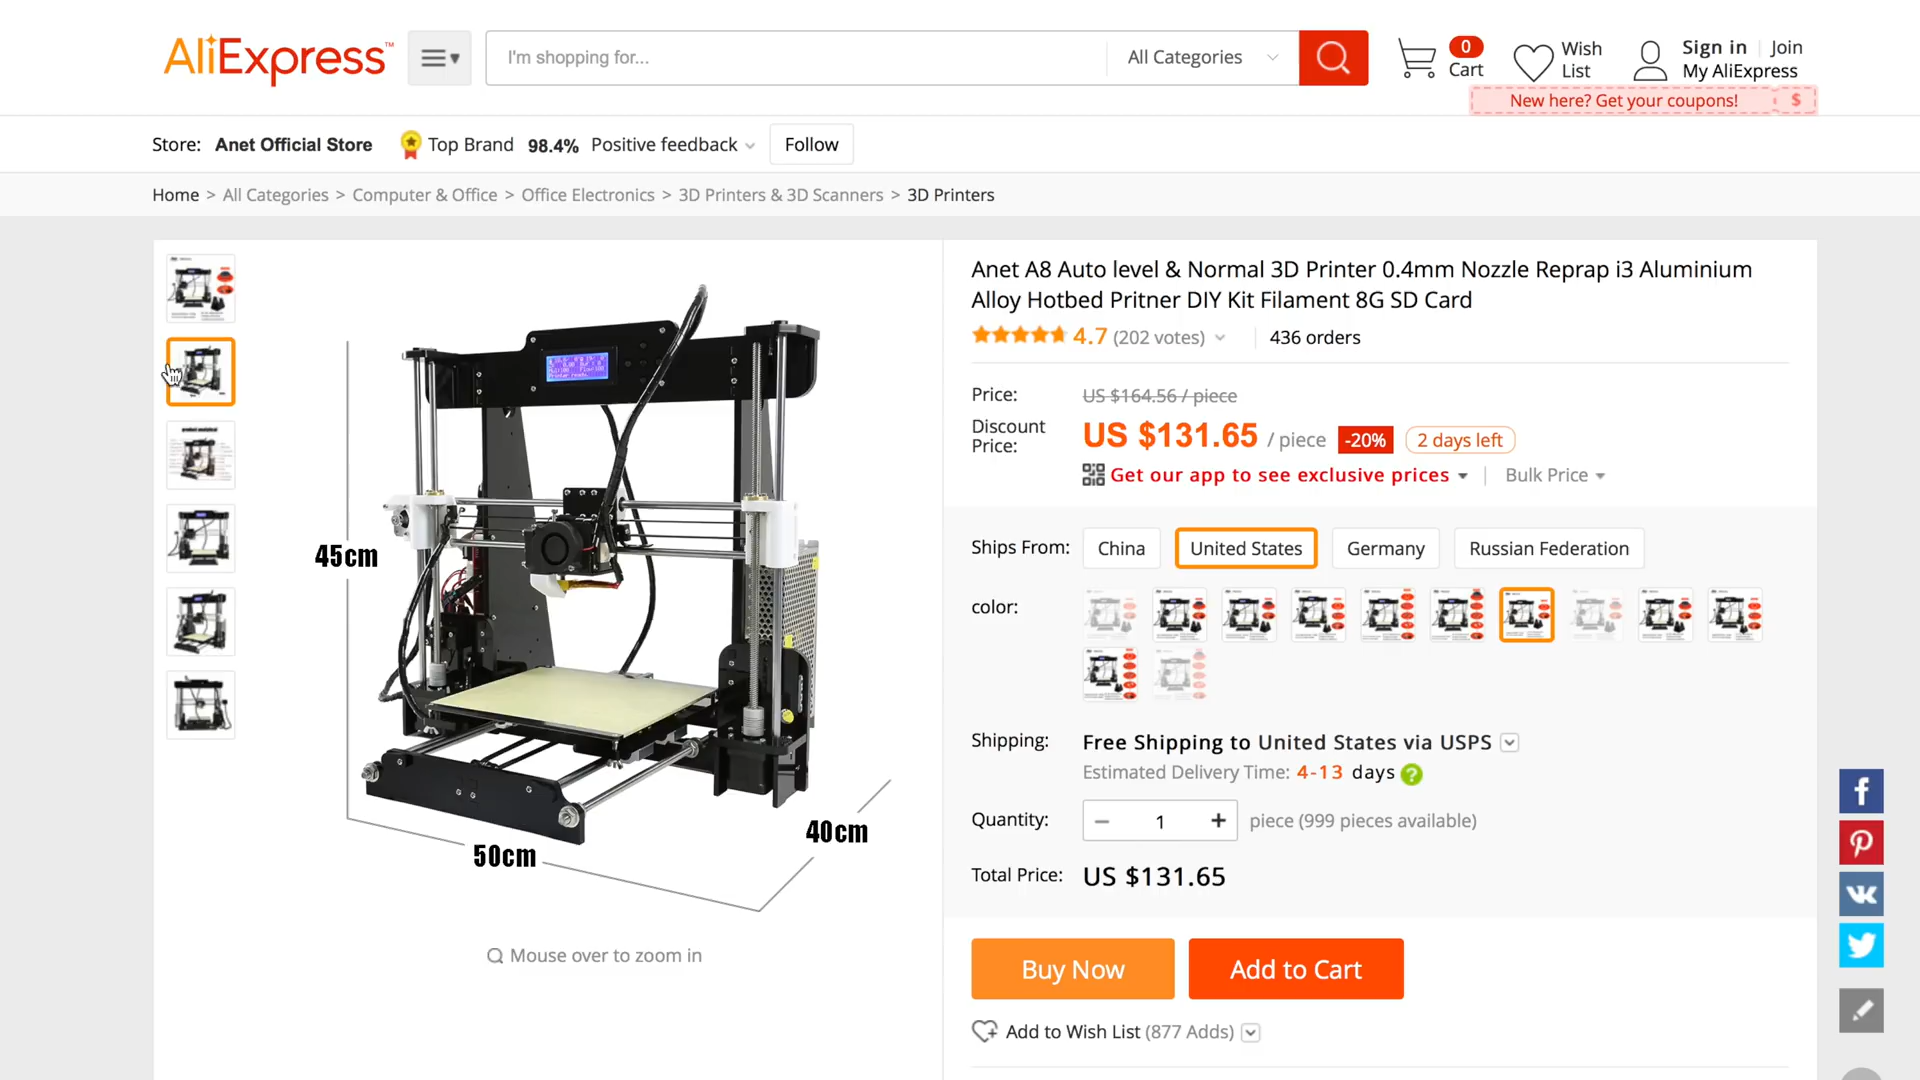 AliExpress™
I'm shopping for...
All Categories
0
Cart
Wish
List
Sign in | Join
My AliExpress
New here? Get your coupons! $
Store: Anet Official Store Top Brand 98.4% Positive feedback Follow
Home > All Categories > Computer & Office > Office Electronics > 3D Printers & 3D Scanners > 3D Printers
45cm
50cm
40cm
Mouse over to zoom in
Anet A8 Auto level & Normal 3D Printer 0.4mm Nozzle Reprap i3 Aluminium
Alloy Hotbed Pritner DIY Kit Filament 8G SD Card
4.7 (202 votes) 436 orders
Price: US $164.56 / piece
Discount
Price: US $131.65 / piece -20% 2 days left
Get our app to see exclusive prices | Bulk Price
Ships From: China United States Germany Russian Federation
color:
Shipping: Free Shipping to United States via USPS
Estimated Delivery Time: 4-13 days ?
Quantity: − 1 + piece (999 pieces available)
Total Price: US $131.65
Buy Now Add to Cart
Add to Wish List (877 Adds)